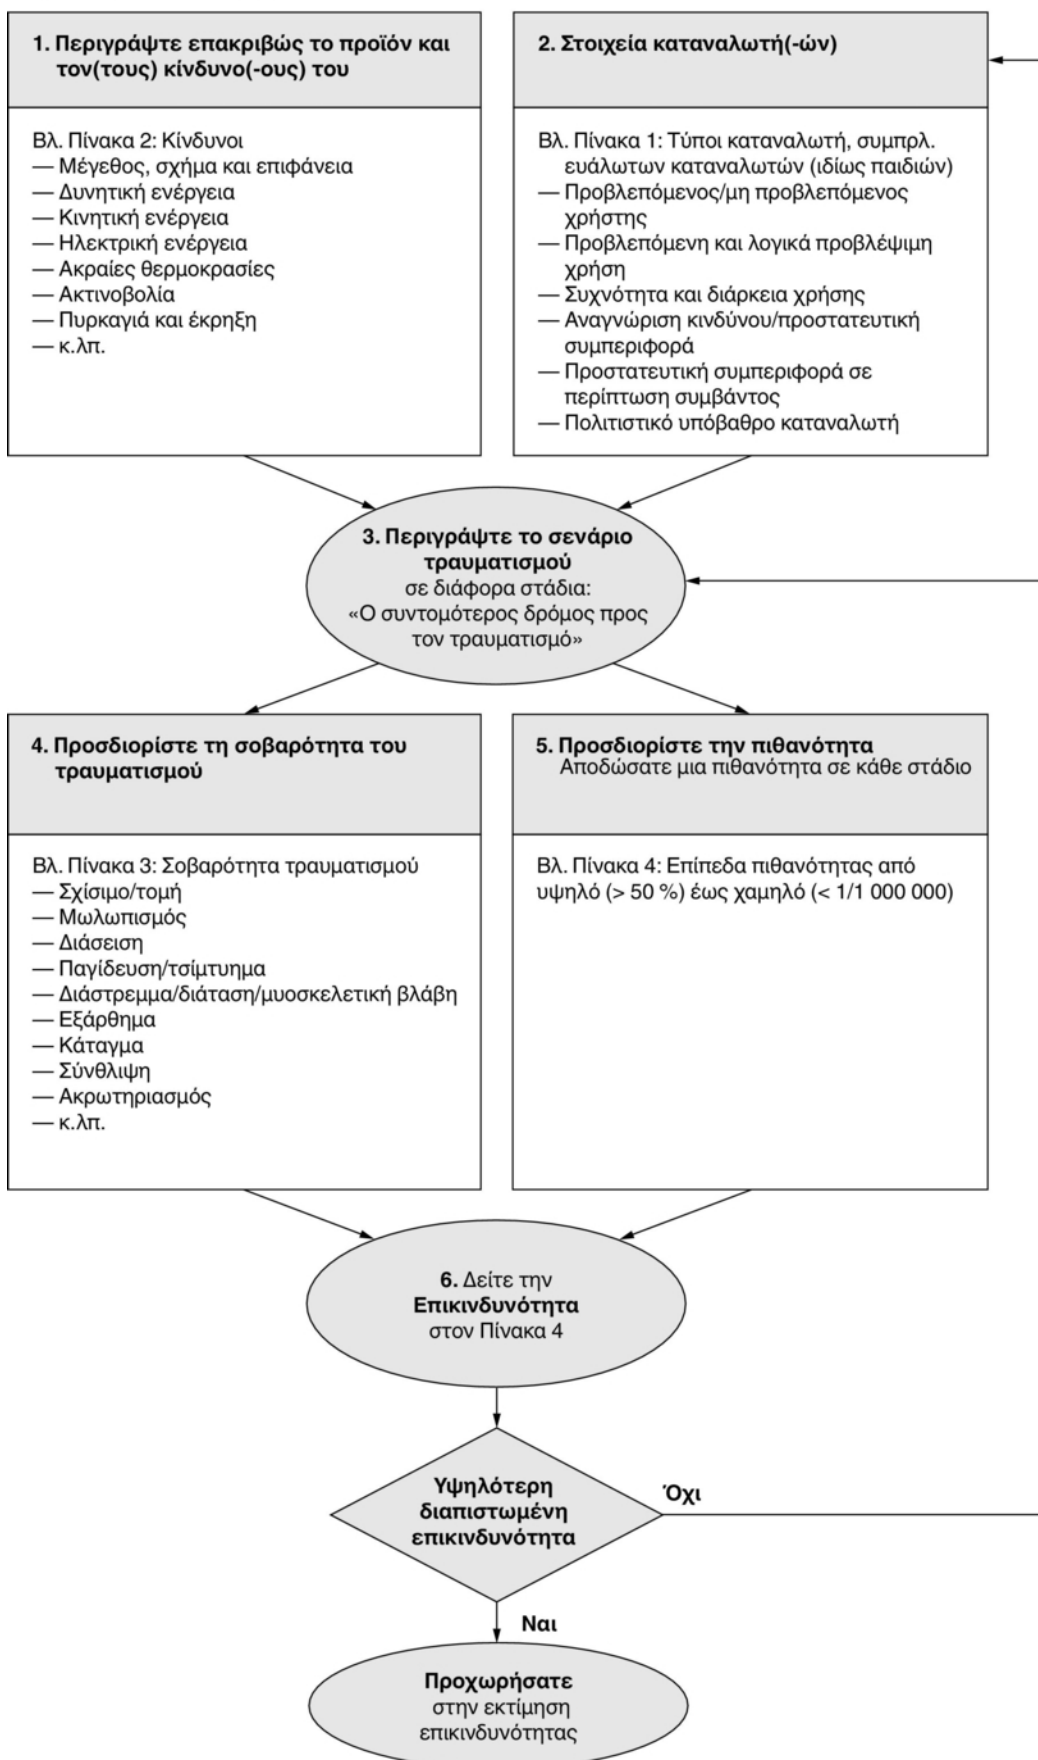 1. Περιγράψτε επακριβώς το προϊόν και
τον(τους) κίνδυνο(-ους) του
Βλ. Πίνακα 2: Κίνδυνοι
— Μέγεθος, σχήμα και επιφάνεια
— Δυνητική ενέργεια
— Κινητική ενέργεια
— Ηλεκτρική ενέργεια
— Ακραίες θερμοκρασίες
— Ακτινοβολία
— Πυρκαγιά και έκρηξη
— κ.λπ.
2. Στοιχεία καταναλωτή(-ών)
Βλ. Πίνακα 1: Τύποι καταναλωτή, συμπρλ.
ευάλωτων καταναλωτών (ιδίως παιδιών)
— Προβλεπόμενος/μη προβλεπόμενος
χρήστης
— Προβλεπόμενη και λογικά προβλέψιμη
χρήση
— Συχνότητα και διάρκεια χρήσης
— Αναγνώριση κινδύνου/προστατευτική
συμπεριφορά
— Προστατευτική συμπεριφορά σε
περίπτωση συμβάντος
— Πολιτιστικό υπόβαθρο καταναλωτή
3. Περιγράψτε το σενάριο
τραυματισμού
σε διάφορα στάδια:
«Ο συντομότερος δρόμος προς
τον τραυματισμό»
4. Προσδιορίστε τη σοβαρότητα του
τραυματισμού
Βλ. Πίνακα 3: Σοβαρότητα τραυματισμού
— Σχίσιμο/τομή
— Μωλωπισμός
— Διάσειση
— Παγίδευση/τσίμτυημα
— Διάστρεμμα/διάταση/μυοσκελετική βλάβη
— Εξάρθημα
— Κάταγμα
— Σύνθλιψη
— Ακρωτηριασμός
— κ.λπ.
5. Προσδιορίστε την πιθανότητα
Αποδώσατε μια πιθανότητα σε κάθε στάδιο
Βλ. Πίνακα 4: Επίπεδα πιθανότητας από
υψηλό (> 50 %) έως χαμηλό (< 1/1 000 000)
6. Δείτε την
Επικινδυνότητα
στον Πίνακα 4
Υψηλότερη
διαπιστωμένη
επικινδυνότητα
Όχι
Ναι
Προχωρήσατε
στην εκτίμηση
επικινδυνότητας